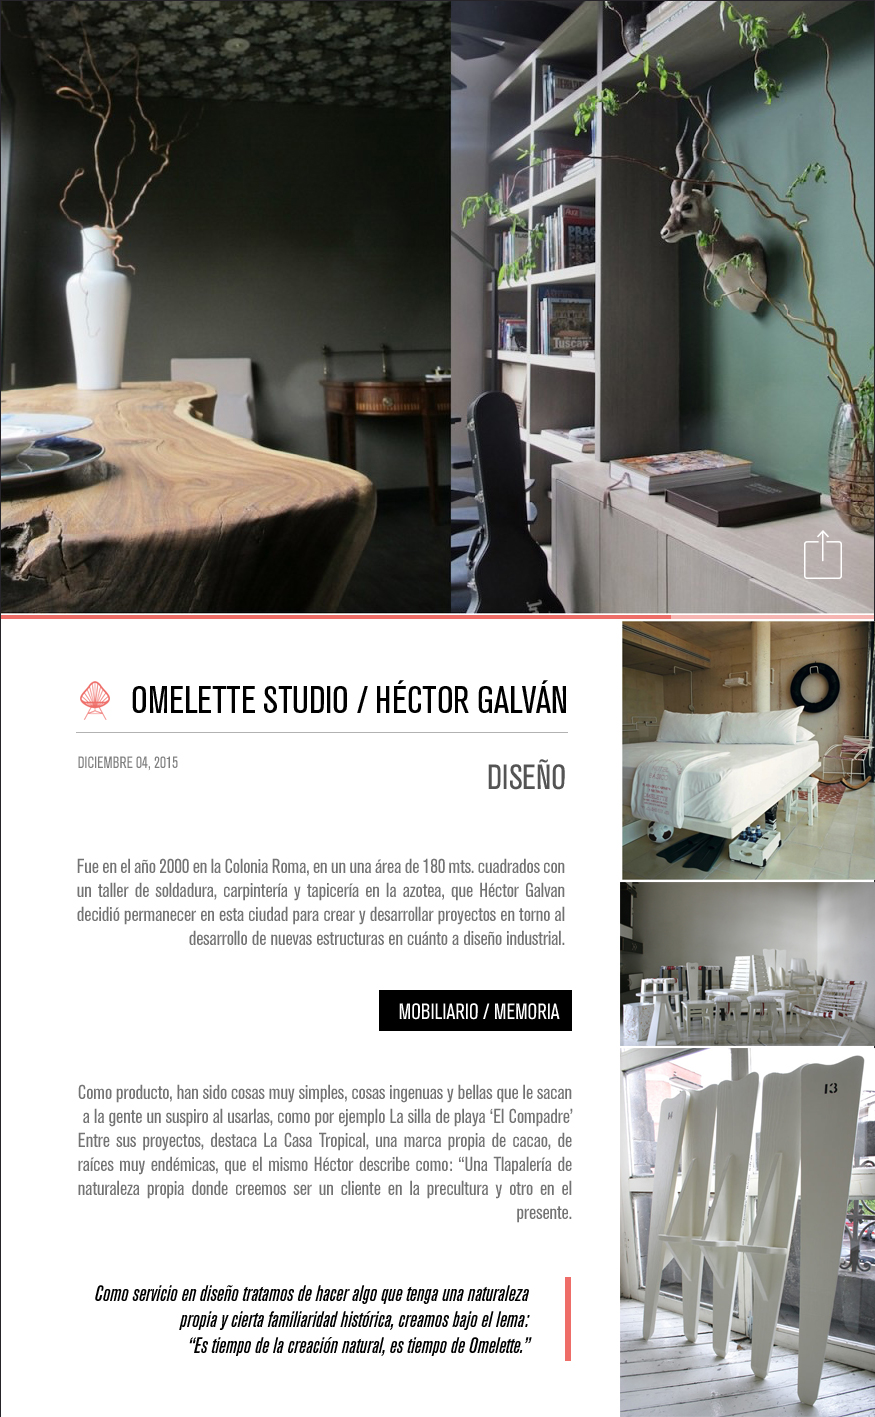 PRAG
Tuscan
OMELETTE STUDIO / HÉCTOR GALVÁN
DICIEMBRE 04, 2015
DISEÑO
Fue en el año 2000 en la Colonia Roma, en un una área de 180 mts. cuadrados con
un taller de soldadura, carpintería y tapicería en la azotea, que Héctor Galvan
decidió permanecer en esta ciudad para crear y desarrollar proyectos en torno al
desarrollo de nuevas estructuras en cuánto a diseño industrial.
MOBILIARIO / MEMORIA
Como producto, han sido cosas muy simples, cosas ingenuas y bellas que le sacan
a la gente un suspiro al usarlas, como por ejemplo La silla de playa ‘El Compadre’
Entre sus proyectos, destaca La Casa Tropical, una marca propia de cacao, de
raíces muy endémicas, que el mismo Héctor describe como: “Una Tlapalería de
naturaleza propia donde creemos ser un cliente en la precultura y otro en el
presente.
Como servicio en diseño tratamos de hacer algo que tenga una naturaleza
propia y cierta familiaridad histórica, creamos bajo el lema:
“Es tiempo de la creación natural, es tiempo de Omelette.”
13